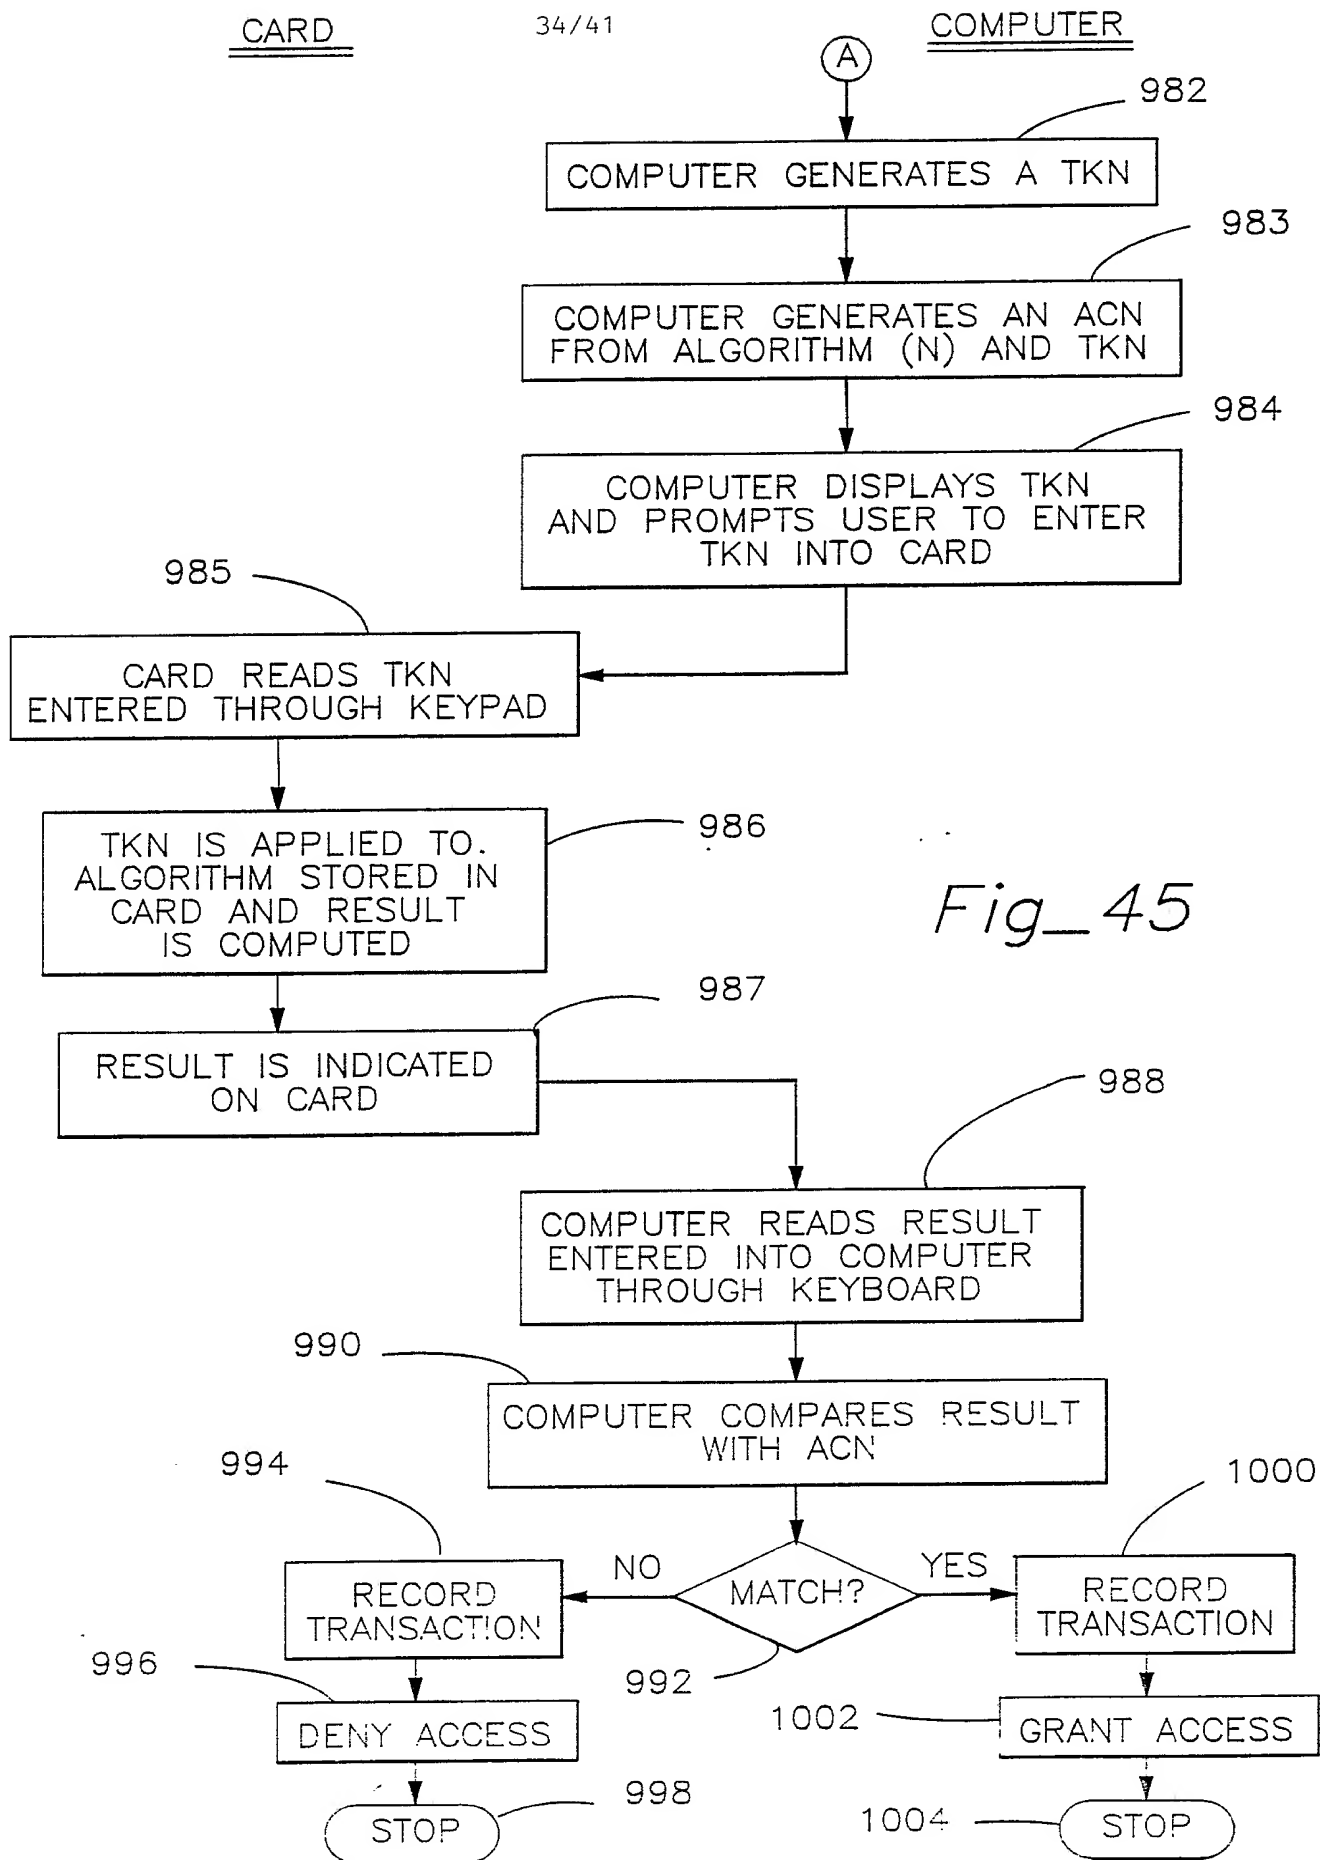 CARD
34/41
COMPUTER
A
982
COMPUTER GENERATES A TKN
983
COMPUTER GENERATES AN ACN
FROM ALGORITHM (N) AND TKN
984
COMPUTER DISPLAYS TKN
AND PROMPTS USER TO ENTER
TKN INTO CARD
985
CARD READS TKN
ENTERED THROUGH KEYPAD
986
TKN IS APPLIED TO.
ALGORITHM STORED IN
CARD AND RESULT
IS COMPUTED
Fig_45
987
RESULT IS INDICATED
ON CARD
988
COMPUTER READS RESULT
ENTERED INTO COMPUTER
THROUGH KEYBOARD
990
COMPUTER COMPARES RESULT
WITH ACN
994
1000
NO
MATCH?
YES
RECORD
TRANSACTION
RECORD
TRANSACTION
992
996
DENY ACCESS
1002
GRANT ACCESS
998
STOP
1004
STOP